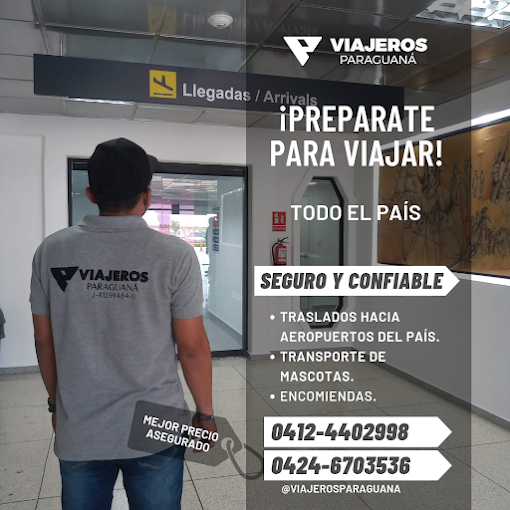 VIAJEROS
PARAGUANÁ
Llegadas / Arrivals
¡PREPARATE
PARA VIAJAR!
TODO EL PAÍS
SEGURO Y CONFIABLE
• TRASLADOS HACIA
AEROPUERTOS DEL PAÍS.
• TRANSPORTE DE
MASCOTAS.
• ENCOMIENDAS.
0412-4402998
0424-6703536
@VIAJEROSPARAGUANA
VIAJEROS
PARAGUANÁ
MEJOR PRECIO
ASEGURADO